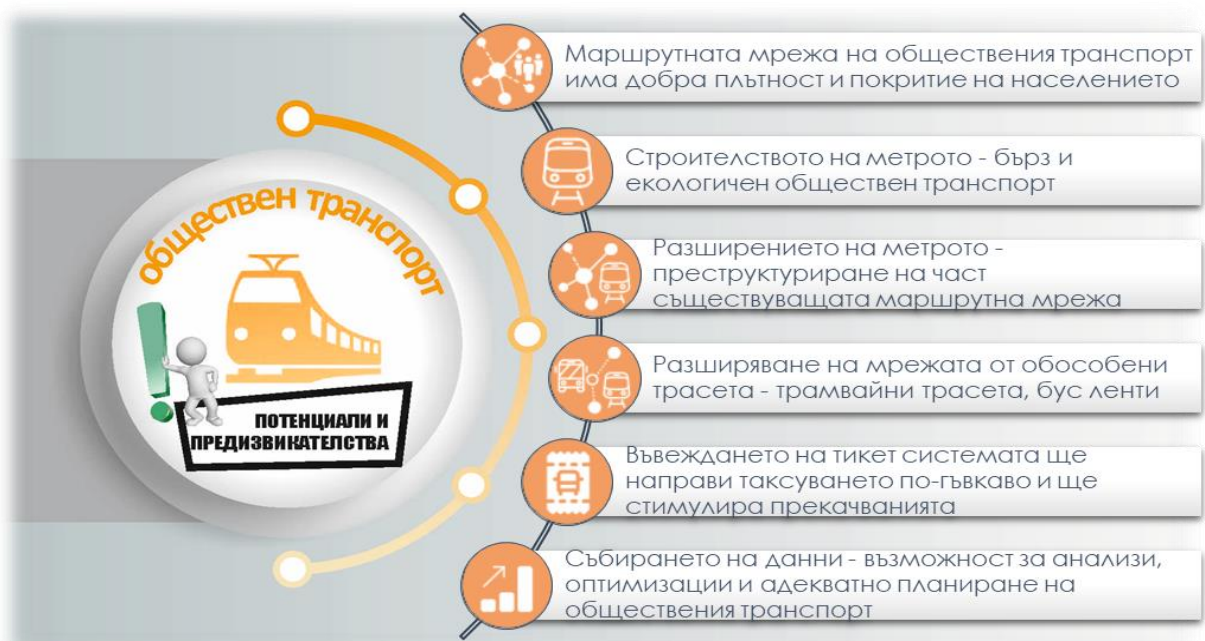 обществен транспорт
ПОТЕНЦИАЛИ И
ПРЕДИЗВИКАТЕЛСТВА
Маршрутната мрежа на обществения транспорт
има добра плътност и покритие на населението
Строителството на метрото - бърз и
екологичен обществен транспорт
Разширението на метрото -
преструктуриране на част
съществуващата маршрутна мрежа
Разширяване на мрежата от обособени
трасета - трамвайни трасета, бус ленти
Въвеждането на тикет системата ще
направи таксуването по-гъвкаво и ще
стимулира прекачванията
Събирането на данни - възможност за анализи,
оптимизации и адекватно планиране на
обществения транспорт